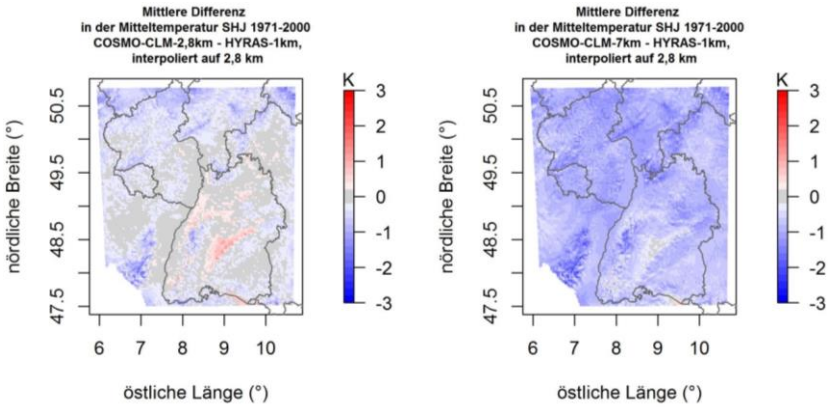 Mittlere Differenz
in der Mitteltemperatur SHJ 1971-2000
COSMO-CLM-2,8km - HYRAS-1km,
interpoliert auf 2,8 km
K
3
2
1
0
-1
-2
-3
50.5
49.5
48.5
47.5
nördliche Breite (°)
6 7 8 9 10
östliche Länge (°)
Mittlere Differenz
in der Mitteltemperatur SHJ 1971-2000
COSMO-CLM-7km - HYRAS-1km,
interpoliert auf 2,8 km
K
3
2
1
0
-1
-2
-3
50.5
49.5
48.5
47.5
nördliche Breite (°)
6 7 8 9 10
östliche Länge (°)